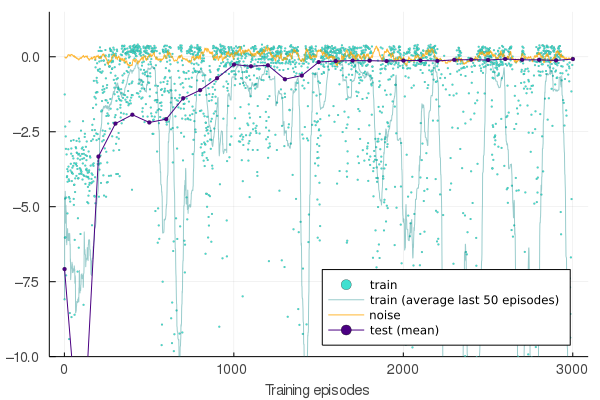 0.0
−2.5
−5.0
−7.5
−10.0
0
1000
2000
3000
Training episodes
train
train (average last 50 episodes)
noise
test (mean)